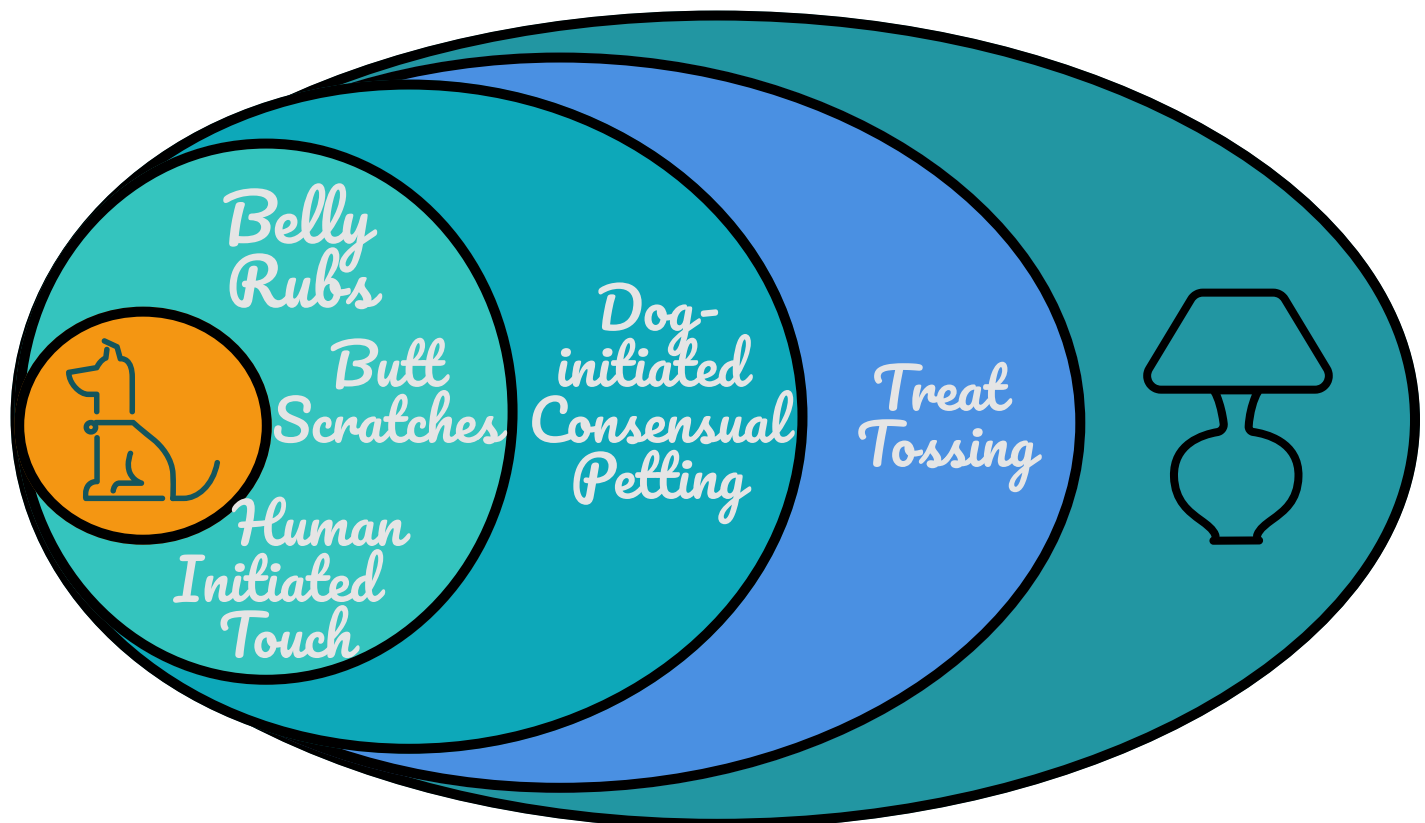 Belly
Rubs
Butt
Scratches
Human
Initiated
Touch
Dog-
initiated
Consensual
Petting
Treat
Tossing